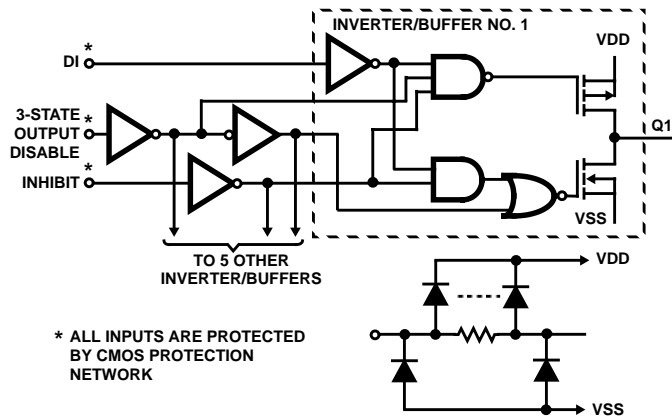 INVERTER/BUFFER NO. 1
*
DI
VDD
3-STATE
OUTPUT
DISABLE
*
Q1
*
INHIBIT
VSS
TO 5 OTHER
INVERTER/BUFFERS
VDD
* ALL INPUTS ARE PROTECTED
BY CMOS PROTECTION
NETWORK
VSS